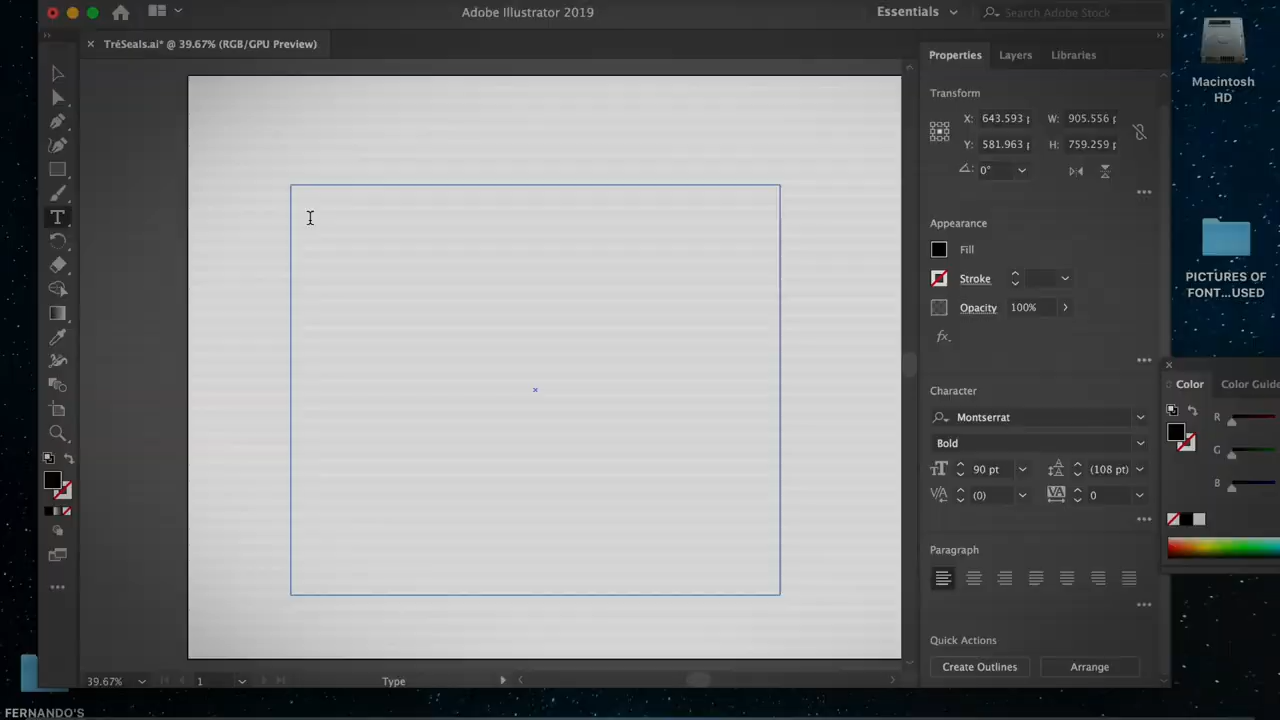 Adobe Illustrator 2019
Essentials
Search Adobe Stock
TréSeals.ai* @ 39.67% (RGB/GPU Preview)
Properties
Layers
Libraries
Transform
X: 643.593 p
W: 905.556 p
Y: 581.963 p
H: 759.259 p
0°
Appearance
Fill
Stroke
Opacity
100%
fx.
Character
Montserrat
Bold
90 pt
(108 pt)
(0)
0
Paragraph
Quick Actions
Create Outlines
Arrange
39.67%
1
Type
Macintosh
HD
PICTURES OF
FONT...USED
Color
Color Guide
R
G
B
FERNANDO'S